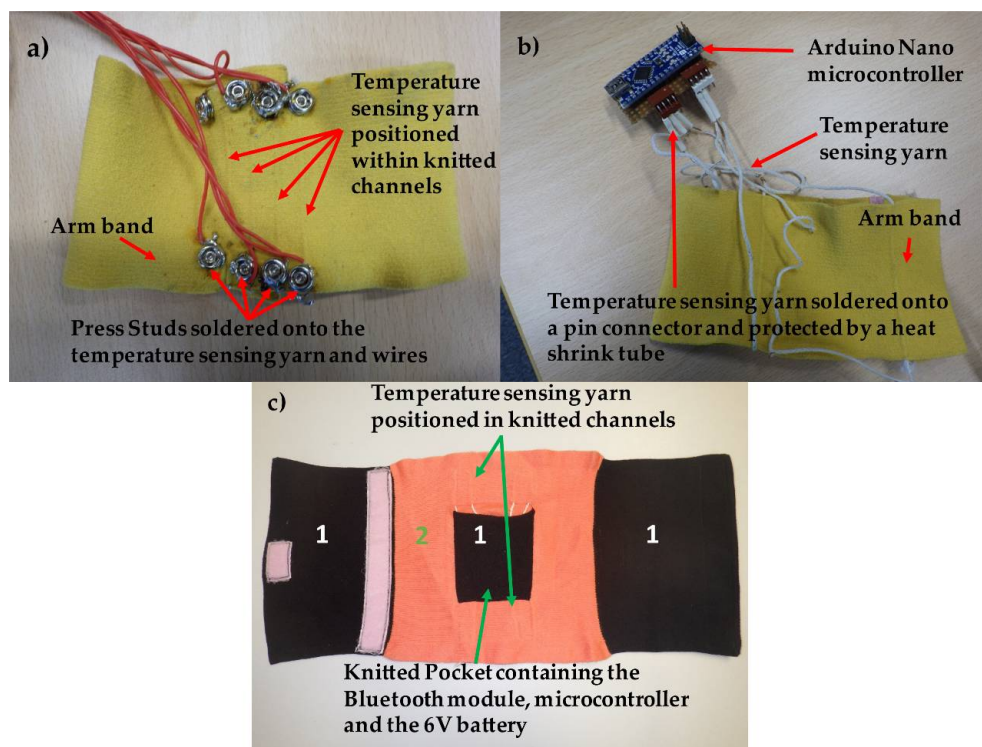 a)
Temperature
sensing yarn
positioned
within knitted
channels
Arm band
Press Studs soldered onto the
temperature sensing yarn and wires
b)
Arduino Nano
microcontroller
Temperature
sensing yarn
Arm band
Temperature sensing yarn soldered onto
a pin connector and protected by a heat
shrink tube
c)
Temperature sensing yarn
positioned in knitted channels
1
2
1
1
Knitted Pocket containing the
Bluetooth module, microcontroller
and the 6V battery